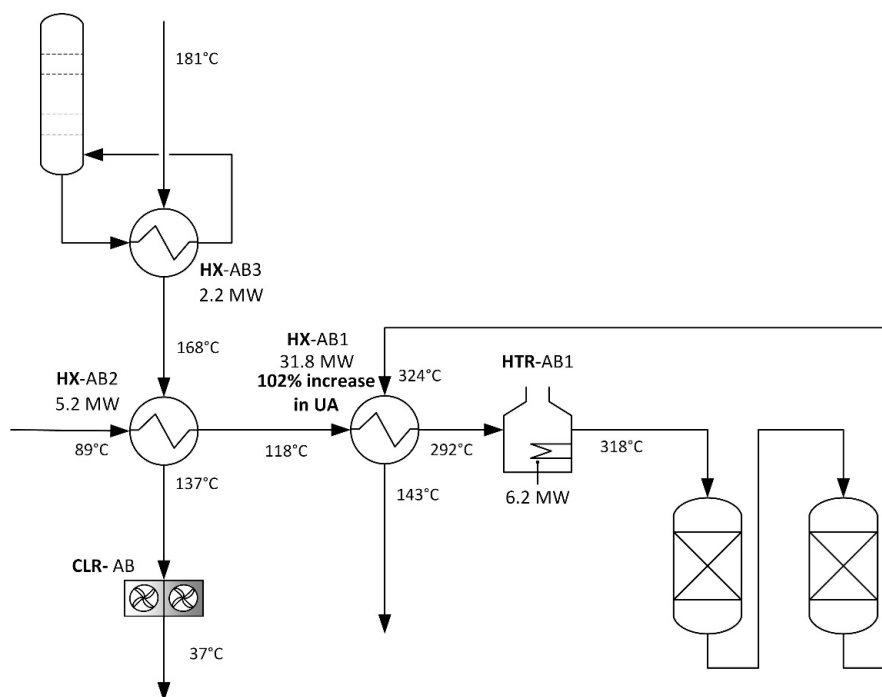 181°C
HX-AB3
2.2 MW
168°C
HX-AB1
31.8 MW
102% increase
in UA
324°C
HTR-AB1
HX-AB2
5.2 MW
89°C
118°C
292°C
318°C
137°C
143°C
6.2 MW
CLR- AB
37°C